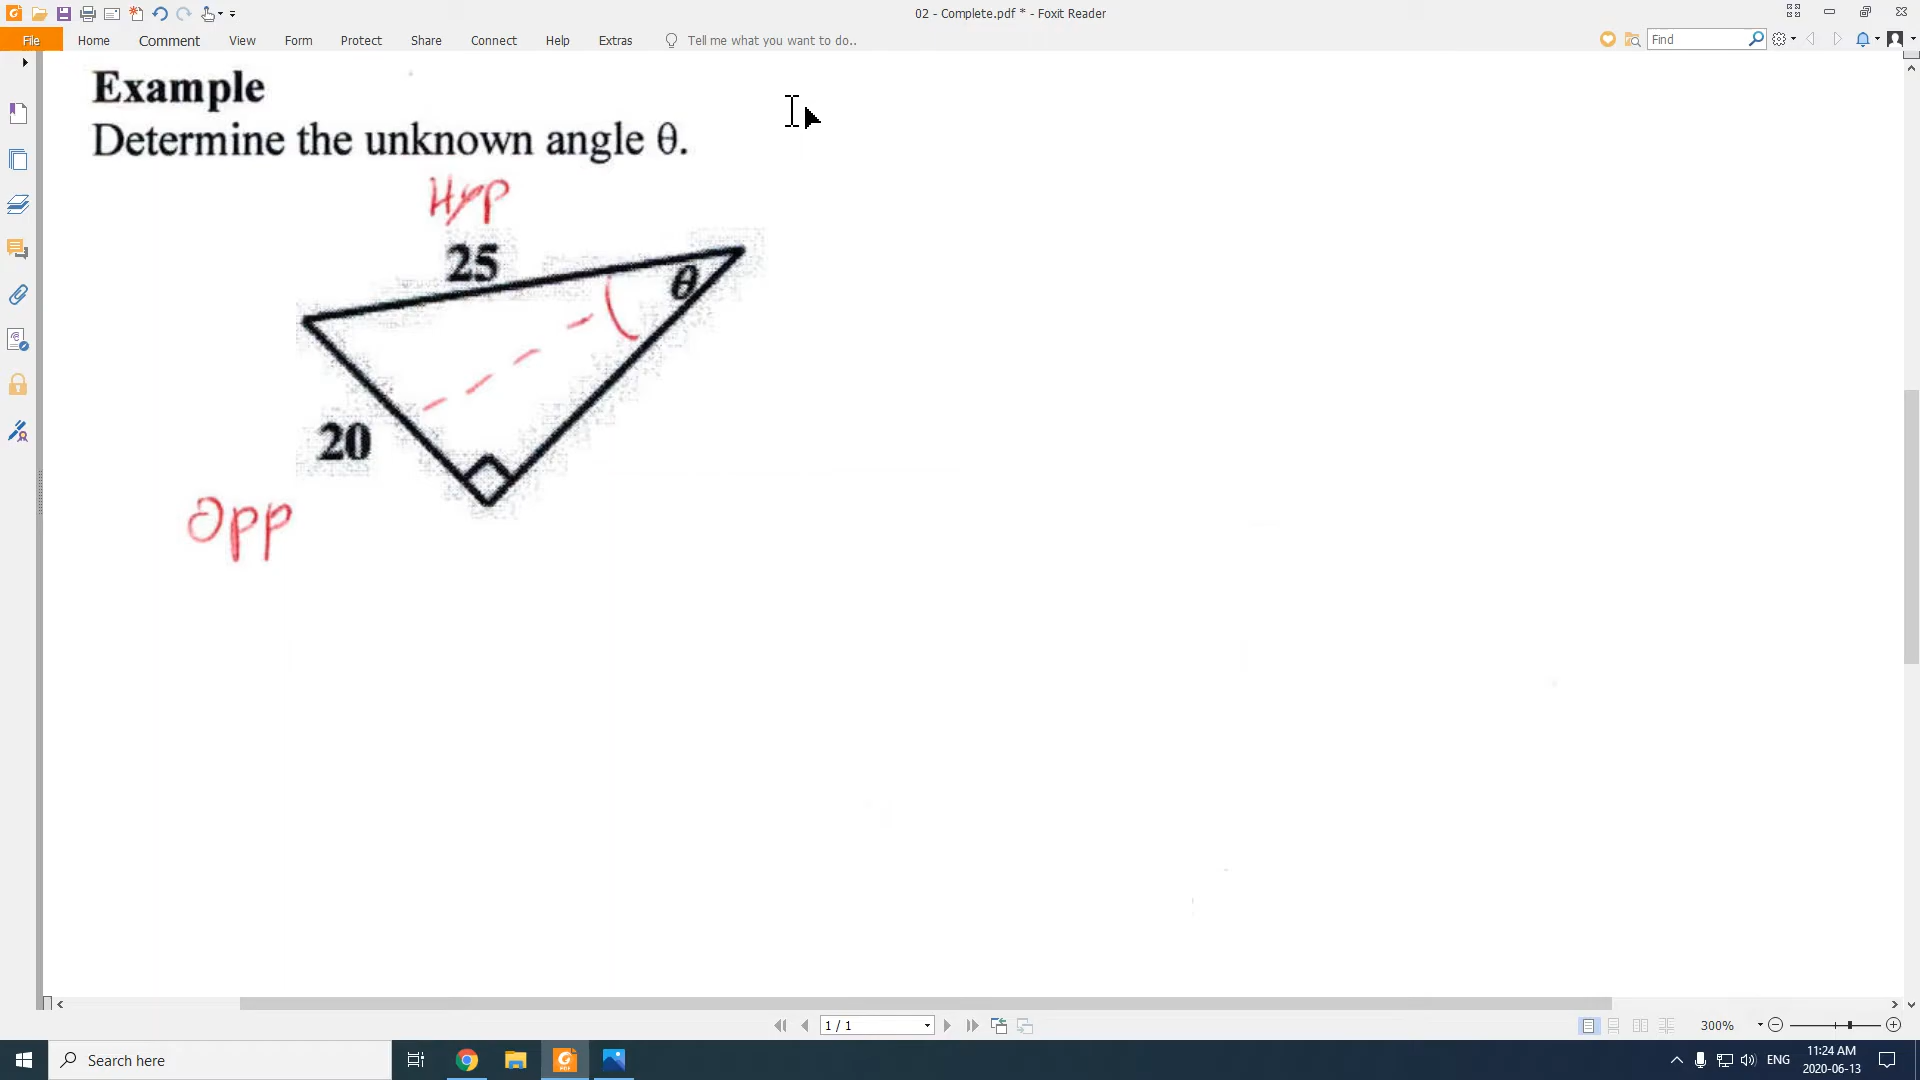 02 - Complete.pdf * - Foxit Reader
File Home Comment View Form Protect Share Connect Help Extras Tell me what you want to do.. Find
Example
Determine the unknown angle θ.
Hyp
25
θ
20
Opp
1 / 1
300%
Search here
ENG
11:24 AM
2020-06-13